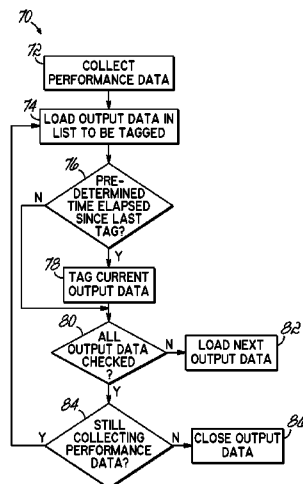 70
72
COLLECT
PERFORMANCE DATA
74
LOAD OUTPUT DATA IN
LIST TO BE TAGGED
76
PRE-
DETERMINED
TIME ELAPSED
SINCE LAST
TAG?
N
Y
78
TAG CURRENT
OUTPUT DATA
80
ALL
OUTPUT DATA
CHECKED
?
N
82
LOAD NEXT
OUTPUT DATA
Y
84
STILL
COLLECTING
PERFORMANCE
DATA?
Y
N
86
CLOSE OUTPUT
DATA